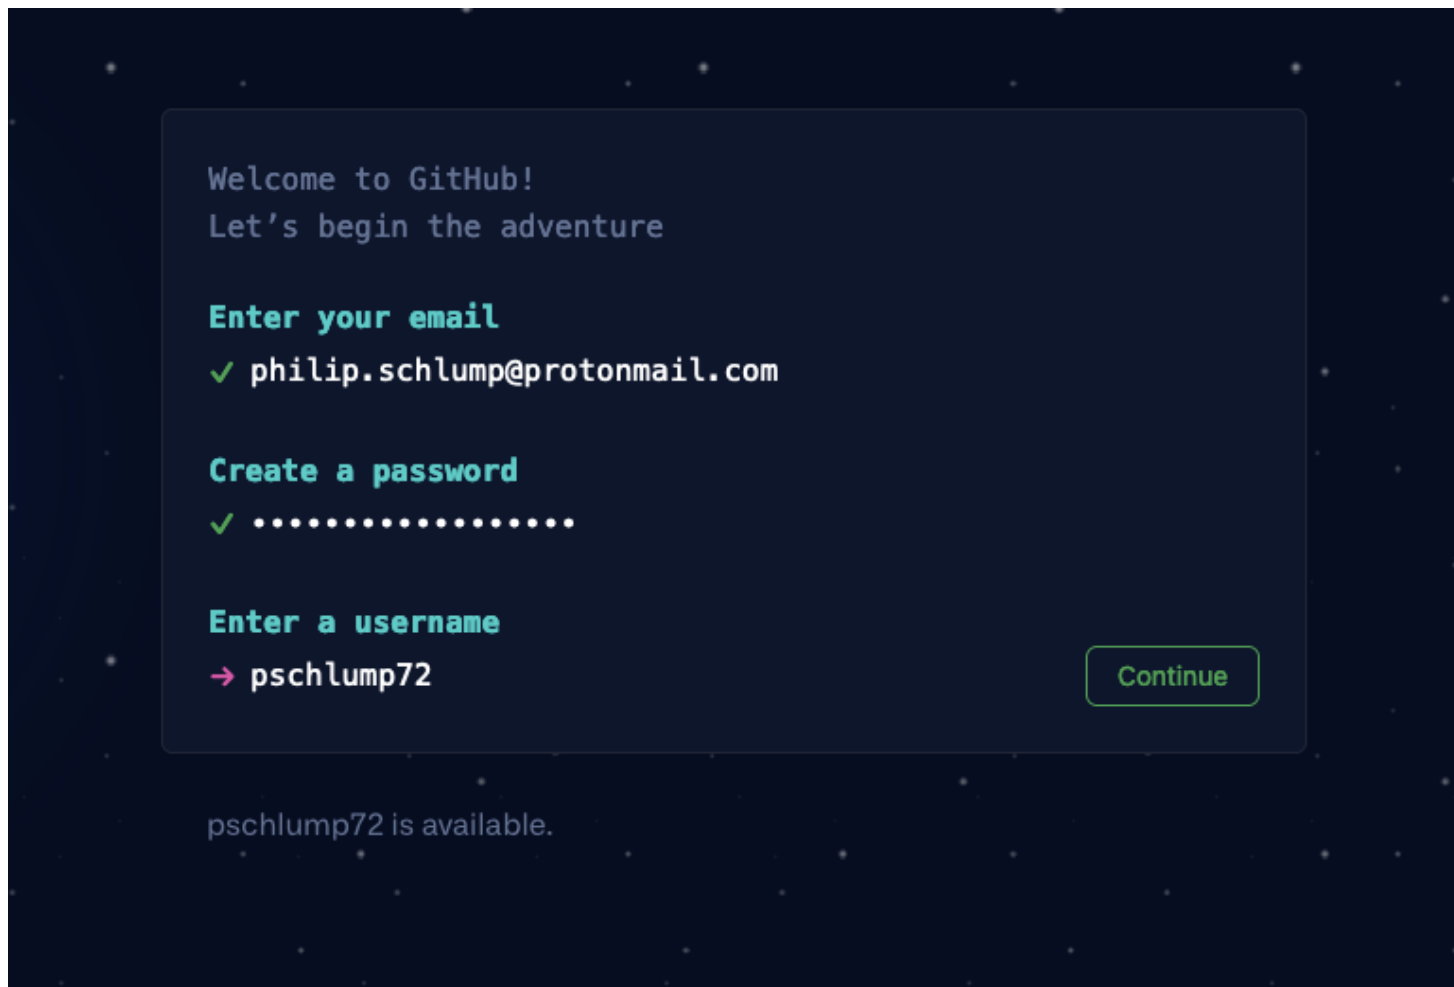 Welcome to GitHub!
Let’s begin the adventure
Enter your email
✓ philip.schlump@protonmail.com
Create a password
✓ ••••••••••••••••••
Enter a username
→ pschlump72
Continue
pschlump72 is available.